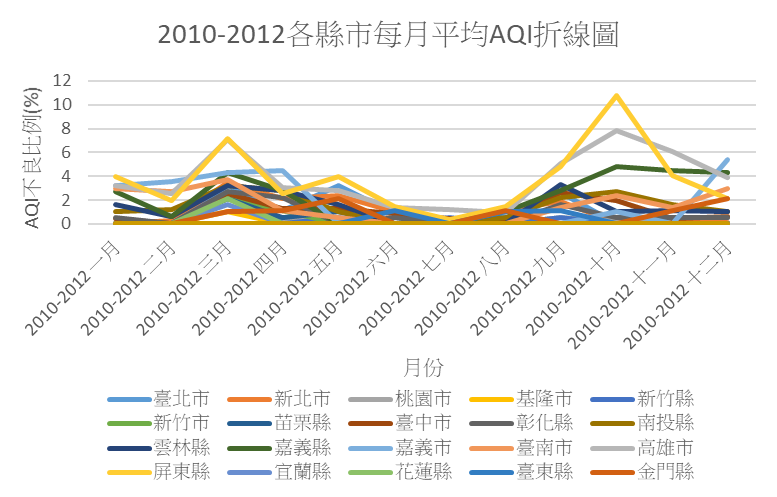 2010-2012各縣市每月平均AQI折線圖
AQI不良比例(%)
12
10
8
6
4
2
0
2010-2012 一月
2010-2012 二月
2010-2012 三月
2010-2012 四月
2010-2012 五月
2010-2012 六月
2010-2012 七月
2010-2012 八月
2010-2012 九月
2010-2012 十月
2010-2012 十一月
2010-2012 十二月
月份
臺北市 新北市 桃園市 基隆市 新竹縣
新竹市 苗栗縣 臺中市 彰化縣 南投縣
雲林縣 嘉義縣 嘉義市 臺南市 高雄市
屏東縣 宜蘭縣 花蓮縣 臺東縣 金門縣